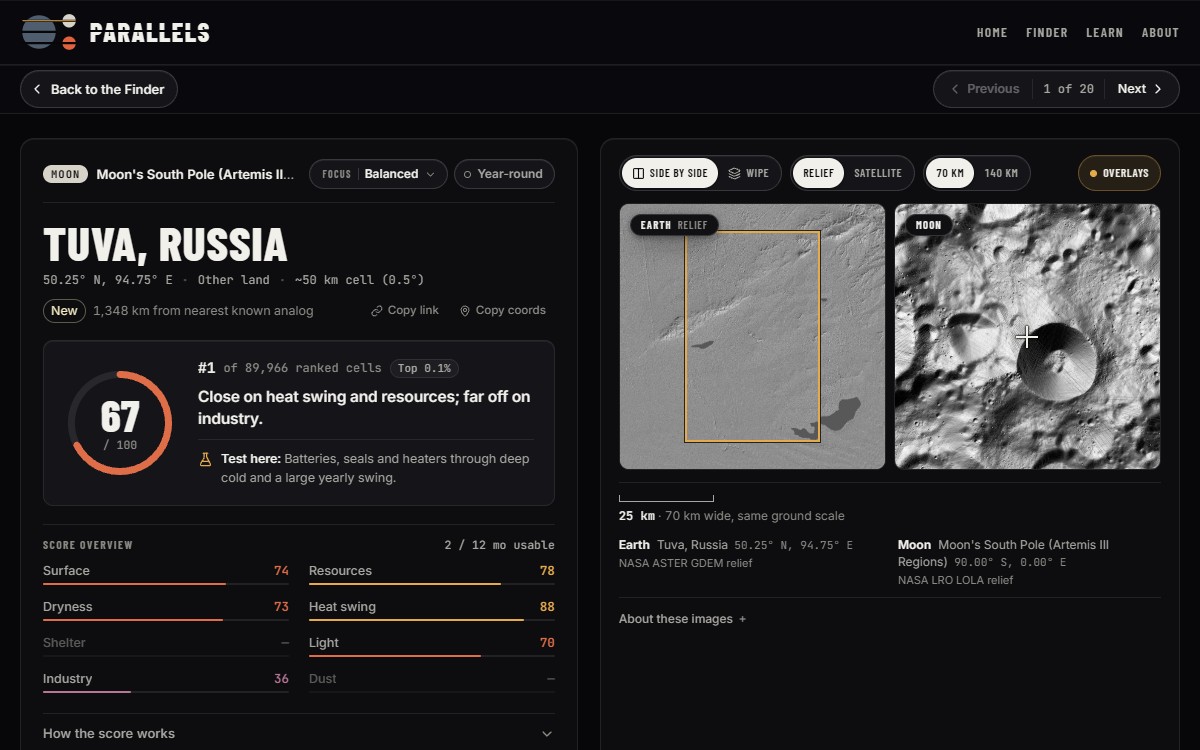 PARALLELS
HOME FINDER LEARN ABOUT
Back to the Finder
Previous 1 of 20 Next
MOON Moon's South Pole (Artemis II... FOCUS Balanced Year-round
TUVA, RUSSIA
50.25° N, 94.75° E · Other land · ~50 km cell (0.5°)
New 1,348 km from nearest known analog Copy link Copy coords
67
/ 100
#1 of 89,966 ranked cells Top 0.1%
Close on heat swing and resources; far off on
industry.
Test here: Batteries, seals and heaters through deep
cold and a large yearly swing.
SCORE OVERVIEW 2 / 12 mo usable
Surface 74 Resources 78
Dryness 73 Heat swing 88
Shelter – Light 70
Industry 36 Dust –
How the score works
SIDE BY SIDE WIPE RELIEF SATELLITE 70 KM 140 KM OVERLAYS
EARTH RELIEF
MOON
25 km · 70 km wide, same ground scale
Earth Tuva, Russia 50.25° N, 94.75° E
NASA ASTER GDEM relief
Moon Moon's South Pole (Artemis III
Regions) 90.00° S, 0.00° E
NASA LRO LOLA relief
About these images +